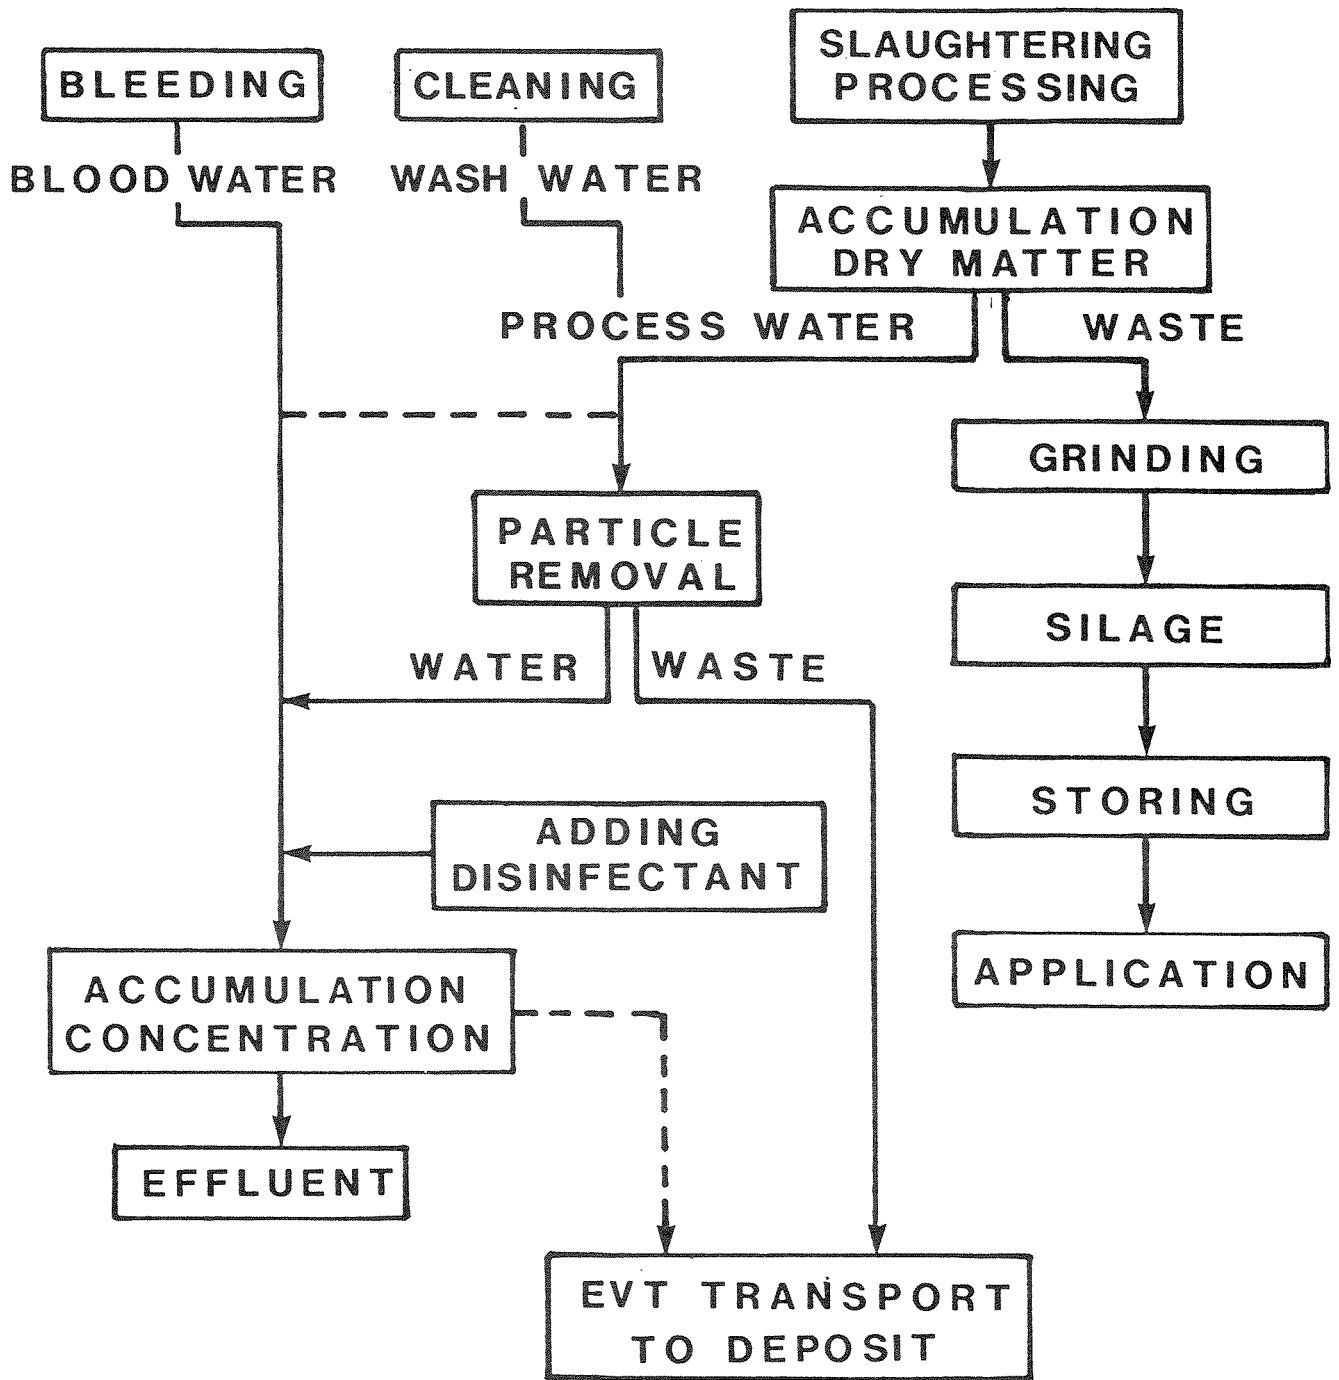 BLEEDING
CLEANING
SLAUGHTERING
PROCESSING
BLOOD WATER
WASH WATER
ACCUMULATION
DRY MATTER
PROCESS WATER
WASTE
GRINDING
PARTICLE
REMOVAL
SILAGE
WATER
WASTE
STORING
ADDING
DISINFECTANT
APPLICATION
ACCUMULATION
CONCENTRATION
EFFLUENT
EVT TRANSPORT
TO DEPOSIT